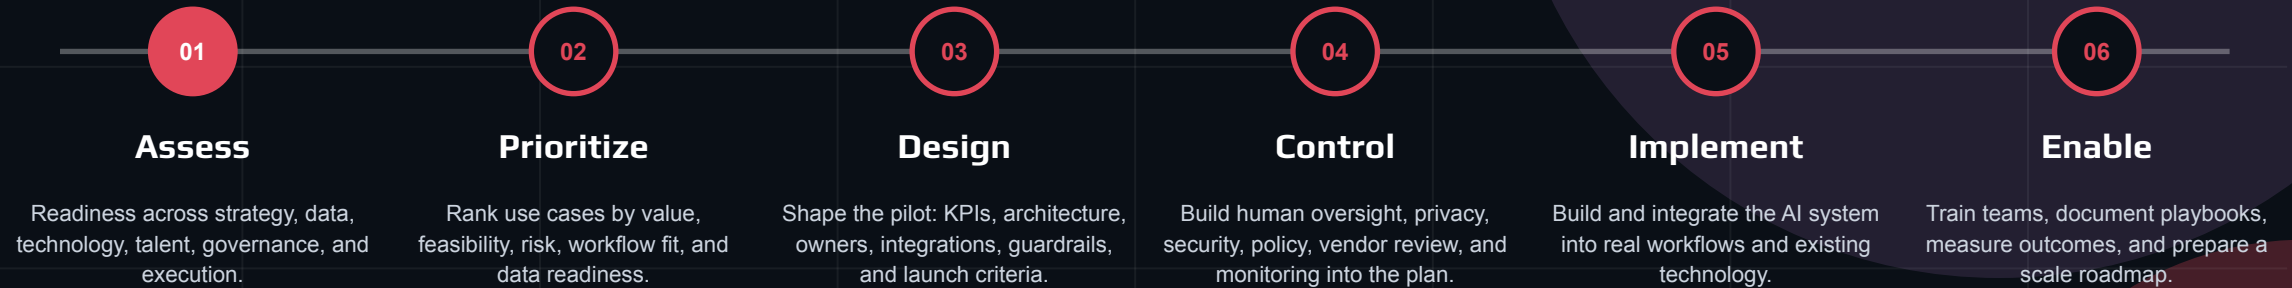 01
02
03
04
05
06
Assess
Prioritize
Design
Control
Implement
Enable
Readiness across strategy, data,
technology, talent, governance, and
execution.
Rank use cases by value,
feasibility, risk, workflow fit, and
data readiness.
Shape the pilot: KPIs, architecture,
owners, integrations, guardrails,
and launch criteria.
Build human oversight, privacy,
security, policy, vendor review, and
monitoring into the plan.
Build and integrate the AI system
into real workflows and existing
technology.
Train teams, document playbooks,
measure outcomes, and prepare a
scale roadmap.